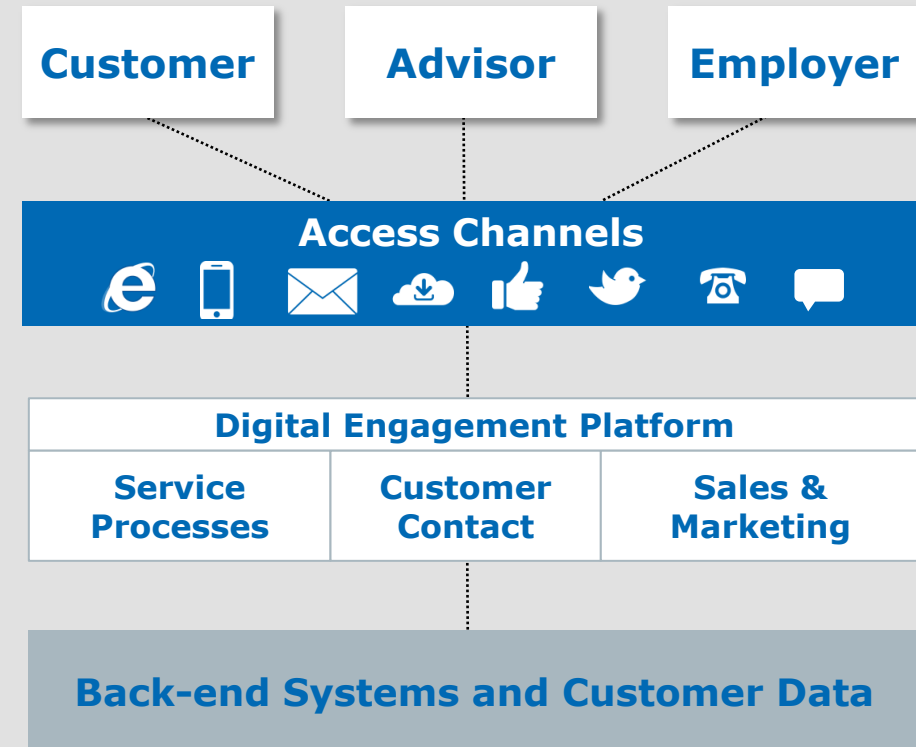 Customer
Advisor
Employer
Access Channels
Digital Engagement Platform
Service
Processes
Customer
Contact
Sales &
Marketing
Back-end Systems and Customer Data